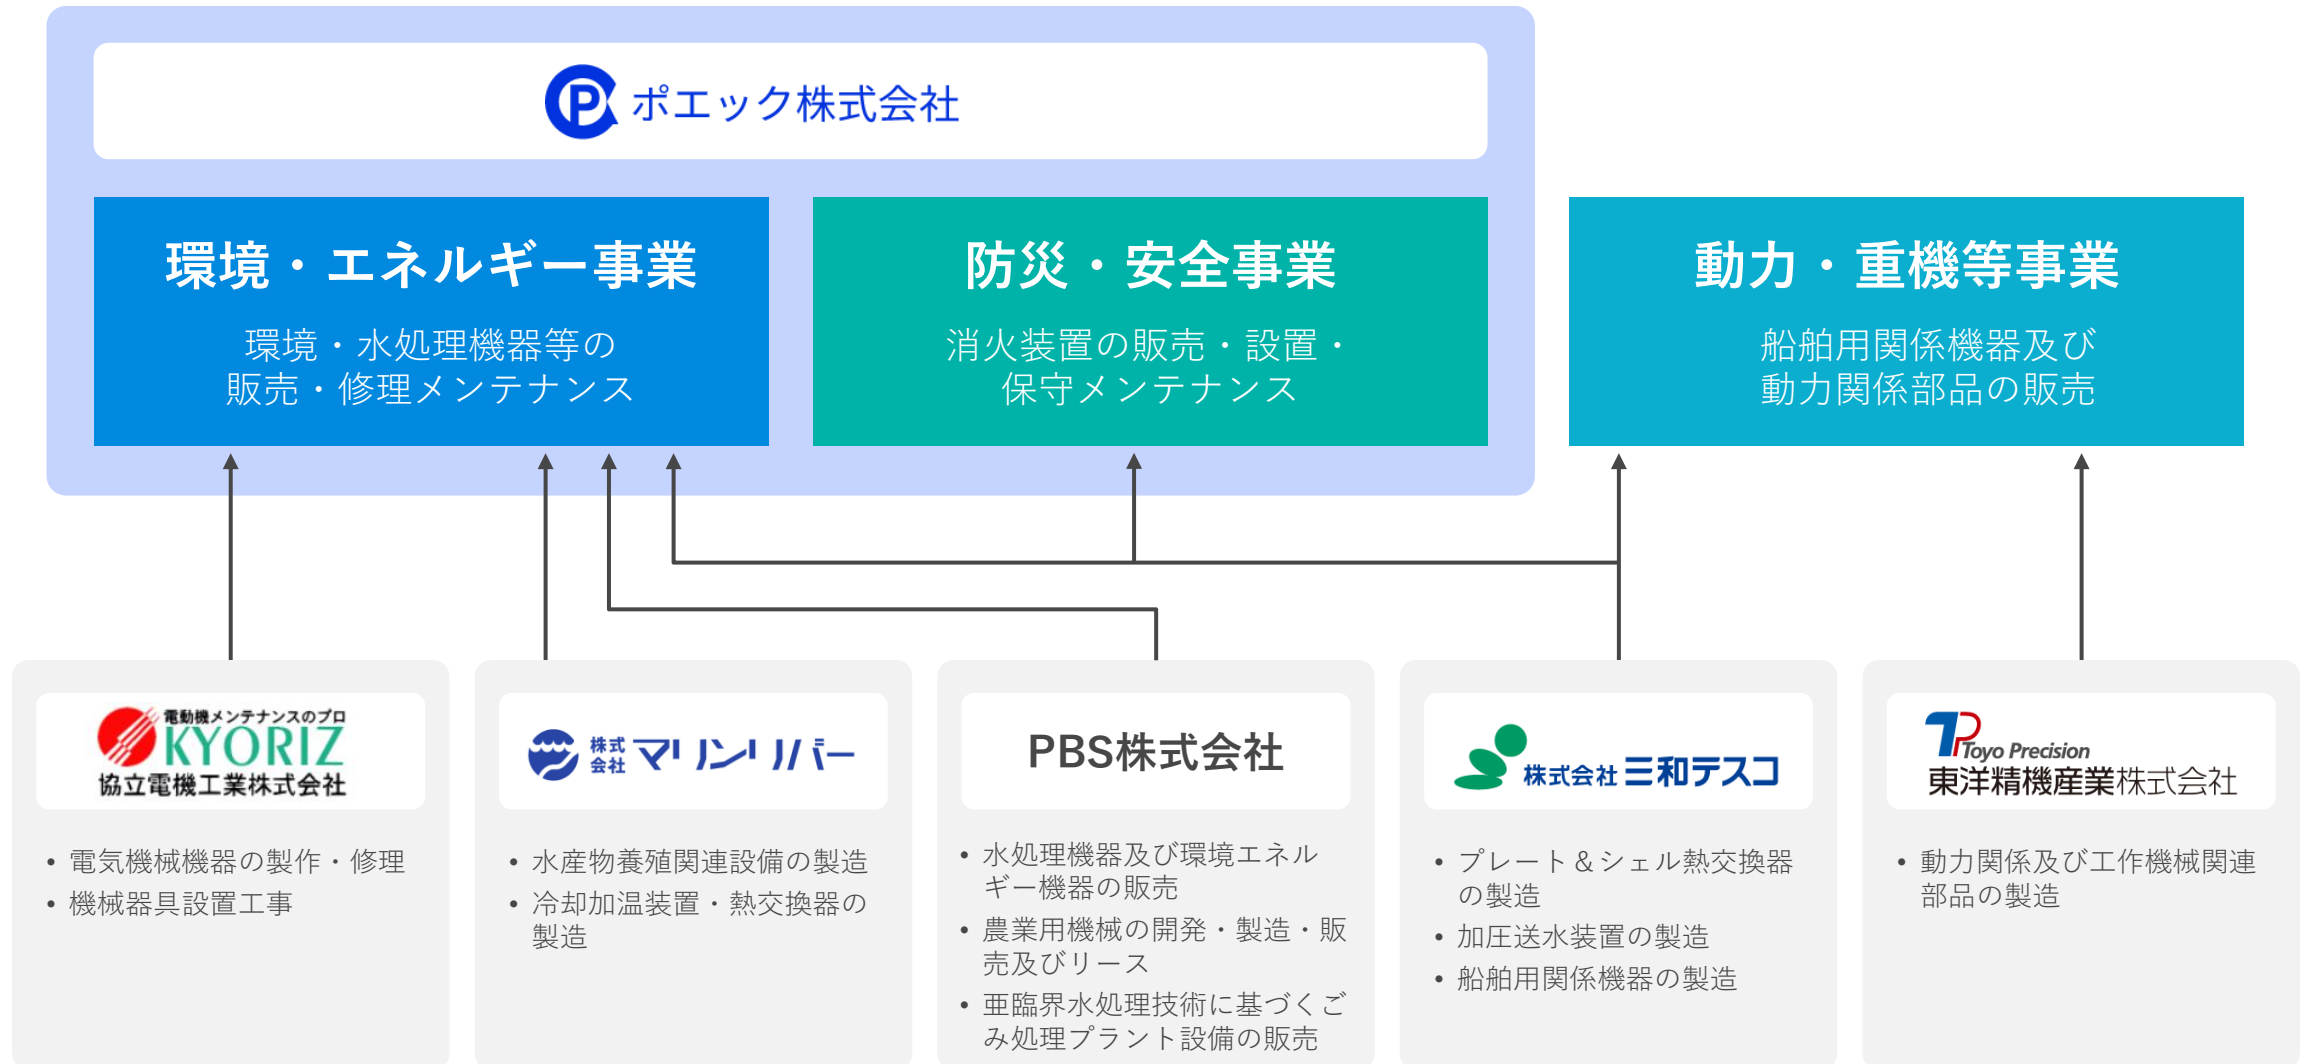 ポエック株式会社
環境・エネルギー事業
環境・水処理機器等の
販売・修理メンテナンス
防災・安全事業
消火装置の販売・設置・
保守メンテナンス
動力・重機等事業
船舶用関係機器及び
動力関係部品の販売
電動機メンテナンスのプロ
KYORIZ
協立電機工業株式会社
• 電気機械機器の製作・修理
• 機械器具設置工事
株式会社 マリンリバー
• 水産物養殖関連設備の製造
• 冷却加温装置・熱交換器の
製造
PBS株式会社
• 水処理機器及び環境エネル
ギー機器の販売
• 農業用機械の開発・製造・販
売及びリース
• 亜臨界水処理技術に基づくご
み処理プラント設備の販売
株式会社 三和テスコ
• プレート＆シェル熱交換器
の製造
• 加圧送水装置の製造
• 船舶用関係機器の製造
Toyo Precision
東洋精機産業株式会社
• 動力関係及び工作機械関連
部品の製造